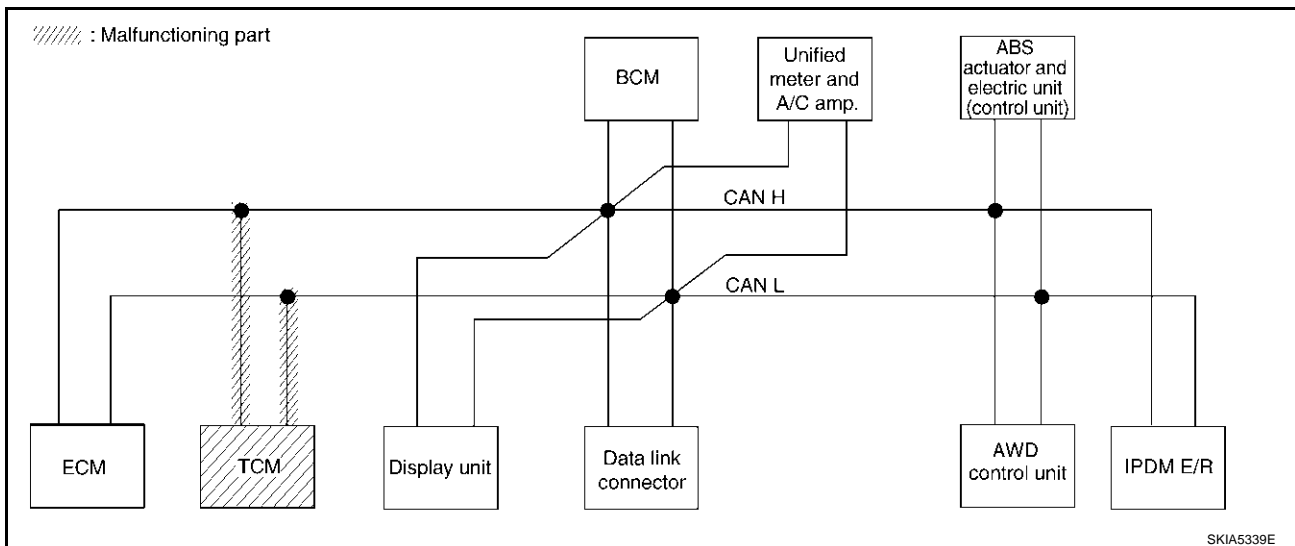 : Malfunctioning part
BCM
Unified
meter and
A/C amp.
ABS
actuator and
electric unit
(control unit)
CAN H
CAN L
ECM
TCM
Display unit
Data link
connector
AWD
control unit
IPDM E/R
SKIA5339E